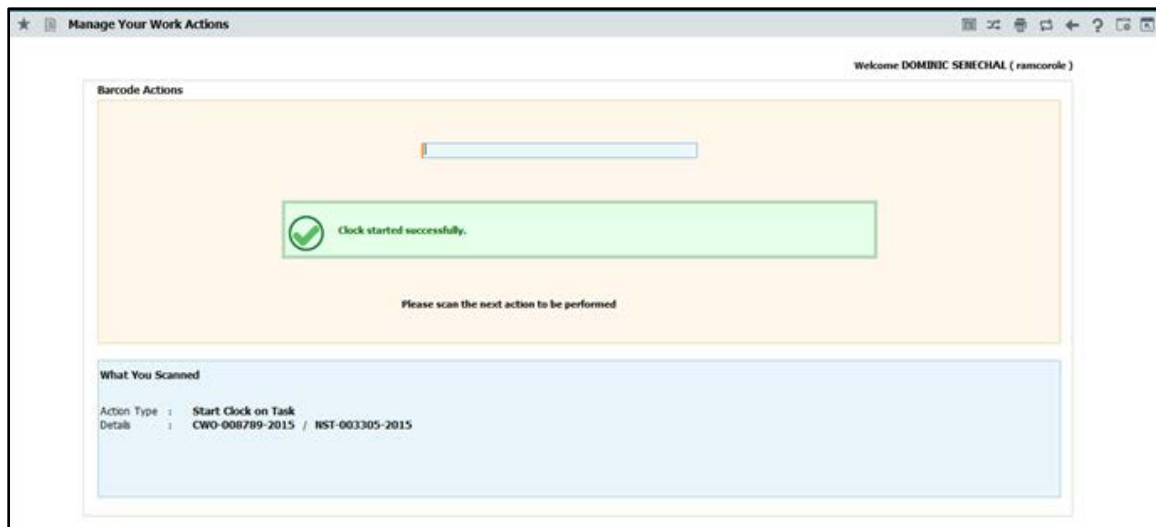 Manage Your Work Actions
Welcome DOMINIC SENECHAL ( ramcorole )
Barcode Actions
Clock started successfully.
Please scan the next action to be performed
What You Scanned
Action Type : Start Clock on Task
Details : CWO-008789-2015 / NST-003305-2015